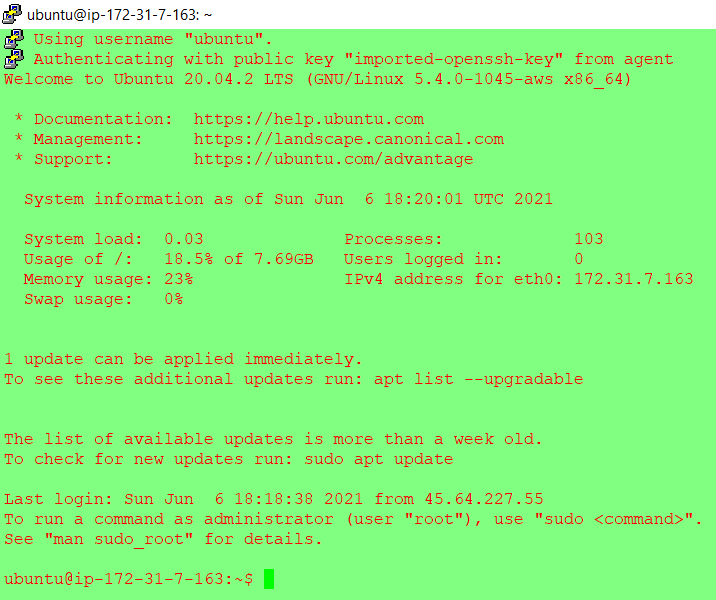 ubuntu@ip-172-31-7-163: ~
Using username "ubuntu".
Authenticating with public key "imported-openssh-key" from agent
Welcome to Ubuntu 20.04.2 LTS (GNU/Linux 5.4.0-1045-aws x86_64)
* Documentation:  https://help.ubuntu.com
* Management:     https://landscape.canonical.com
* Support:        https://ubuntu.com/advantage
System information as of Sun Jun  6 18:20:01 UTC 2021
System load:  0.03              Processes:             103
Usage of /:   18.5% of 7.69GB   Users logged in:       0
Memory usage: 23%               IPv4 address for eth0: 172.31.7.163
Swap usage:   0%
1 update can be applied immediately.
To see these additional updates run: apt list --upgradable
The list of available updates is more than a week old.
To check for new updates run: sudo apt update
Last login: Sun Jun  6 18:18:38 2021 from 45.64.227.55
To run a command as administrator (user "root"), use "sudo <command>".
See "man sudo_root" for details.
ubuntu@ip-172-31-7-163:~$